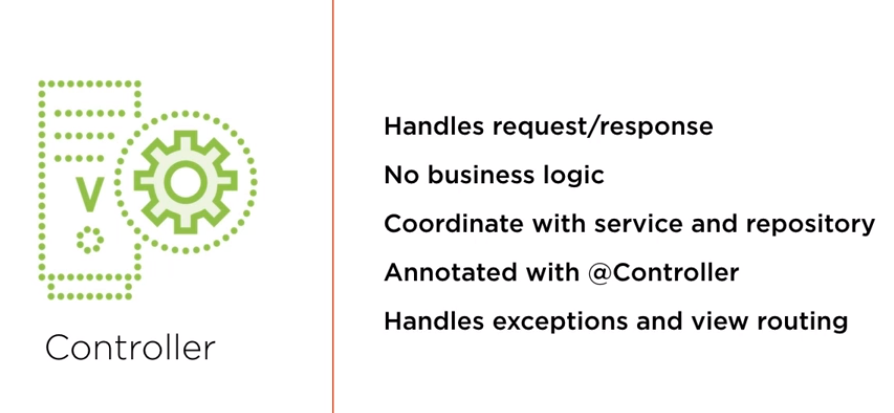 Handles request/response
No business logic
Coordinate with service and repository
Annotated with @Controller
Handles exceptions and view routing
Controller